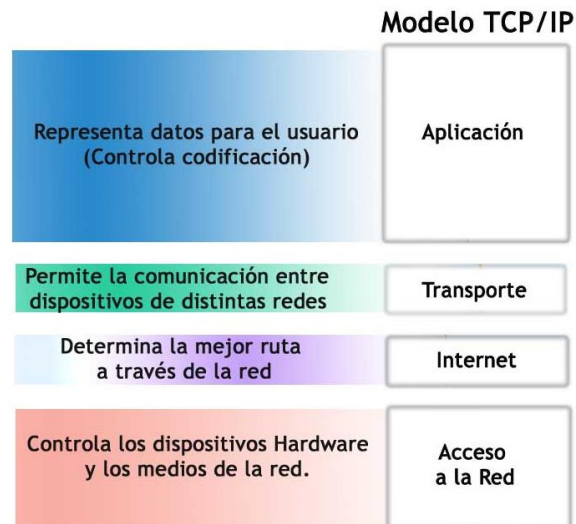 Modelo TCP/IP
Representa datos para el usuario
(Controla codificación)
Aplicación
Permite la comunicación entre
dispositivos de distintas redes
Transporte
Determina la mejor ruta
a través de la red
Internet
Controla los dispositivos Hardware
y los medios de la red.
Acceso
a la Red